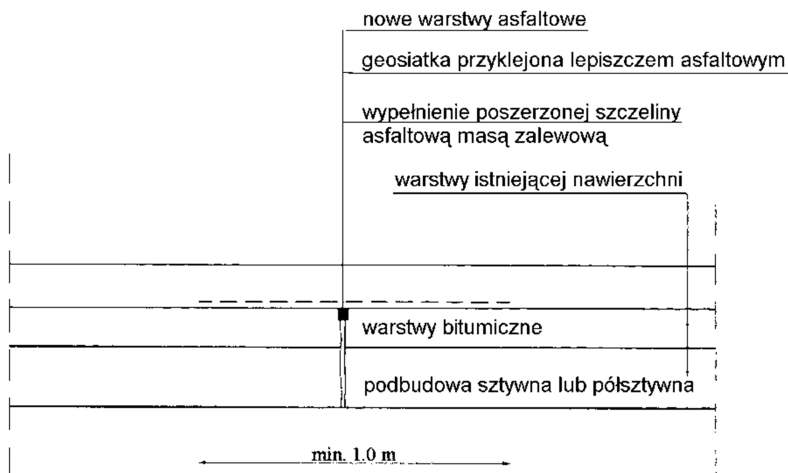 nowe warstwy asfaltowe
geosiatka przyklejona lepiszczem asfaltowym
wypełnienie poszerzonej szczeliny
asfaltową masą zalewową
warstwy istniejącej nawierzchni
warstwy bitumiczne
podbudowa sztywna lub półsztywna
min. 1.0 m